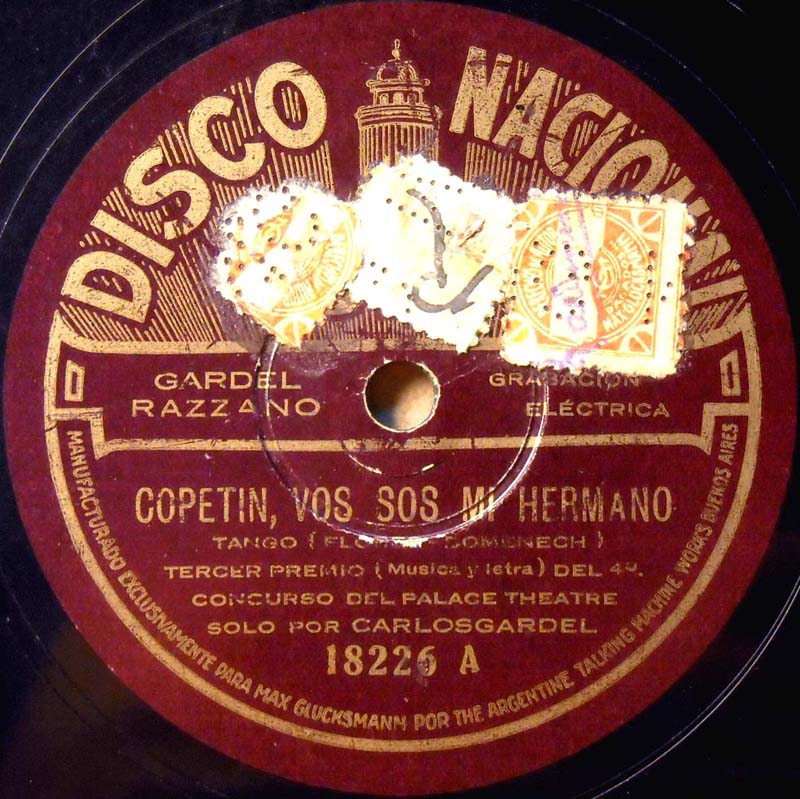 DISCO NACIONAL
GARDEL
RAZZANO
GRABACION
ELÉCTRICA
COPETIN, VOS SOS MI HERMANO
TANGO ( DOMENECH )
TERCER PREMIO (Musica y letra) DEL 4º.
CONCURSO DEL PALACE THEATRE
SOLO POR CARLOSGARDEL
18226 A
MANUFACTURADO EXCLUSIVAMENTE PARA MAX GLUCKSMANN POR THE ARGENTINE TALKING MACHINE WORKS BUENOS AIRES